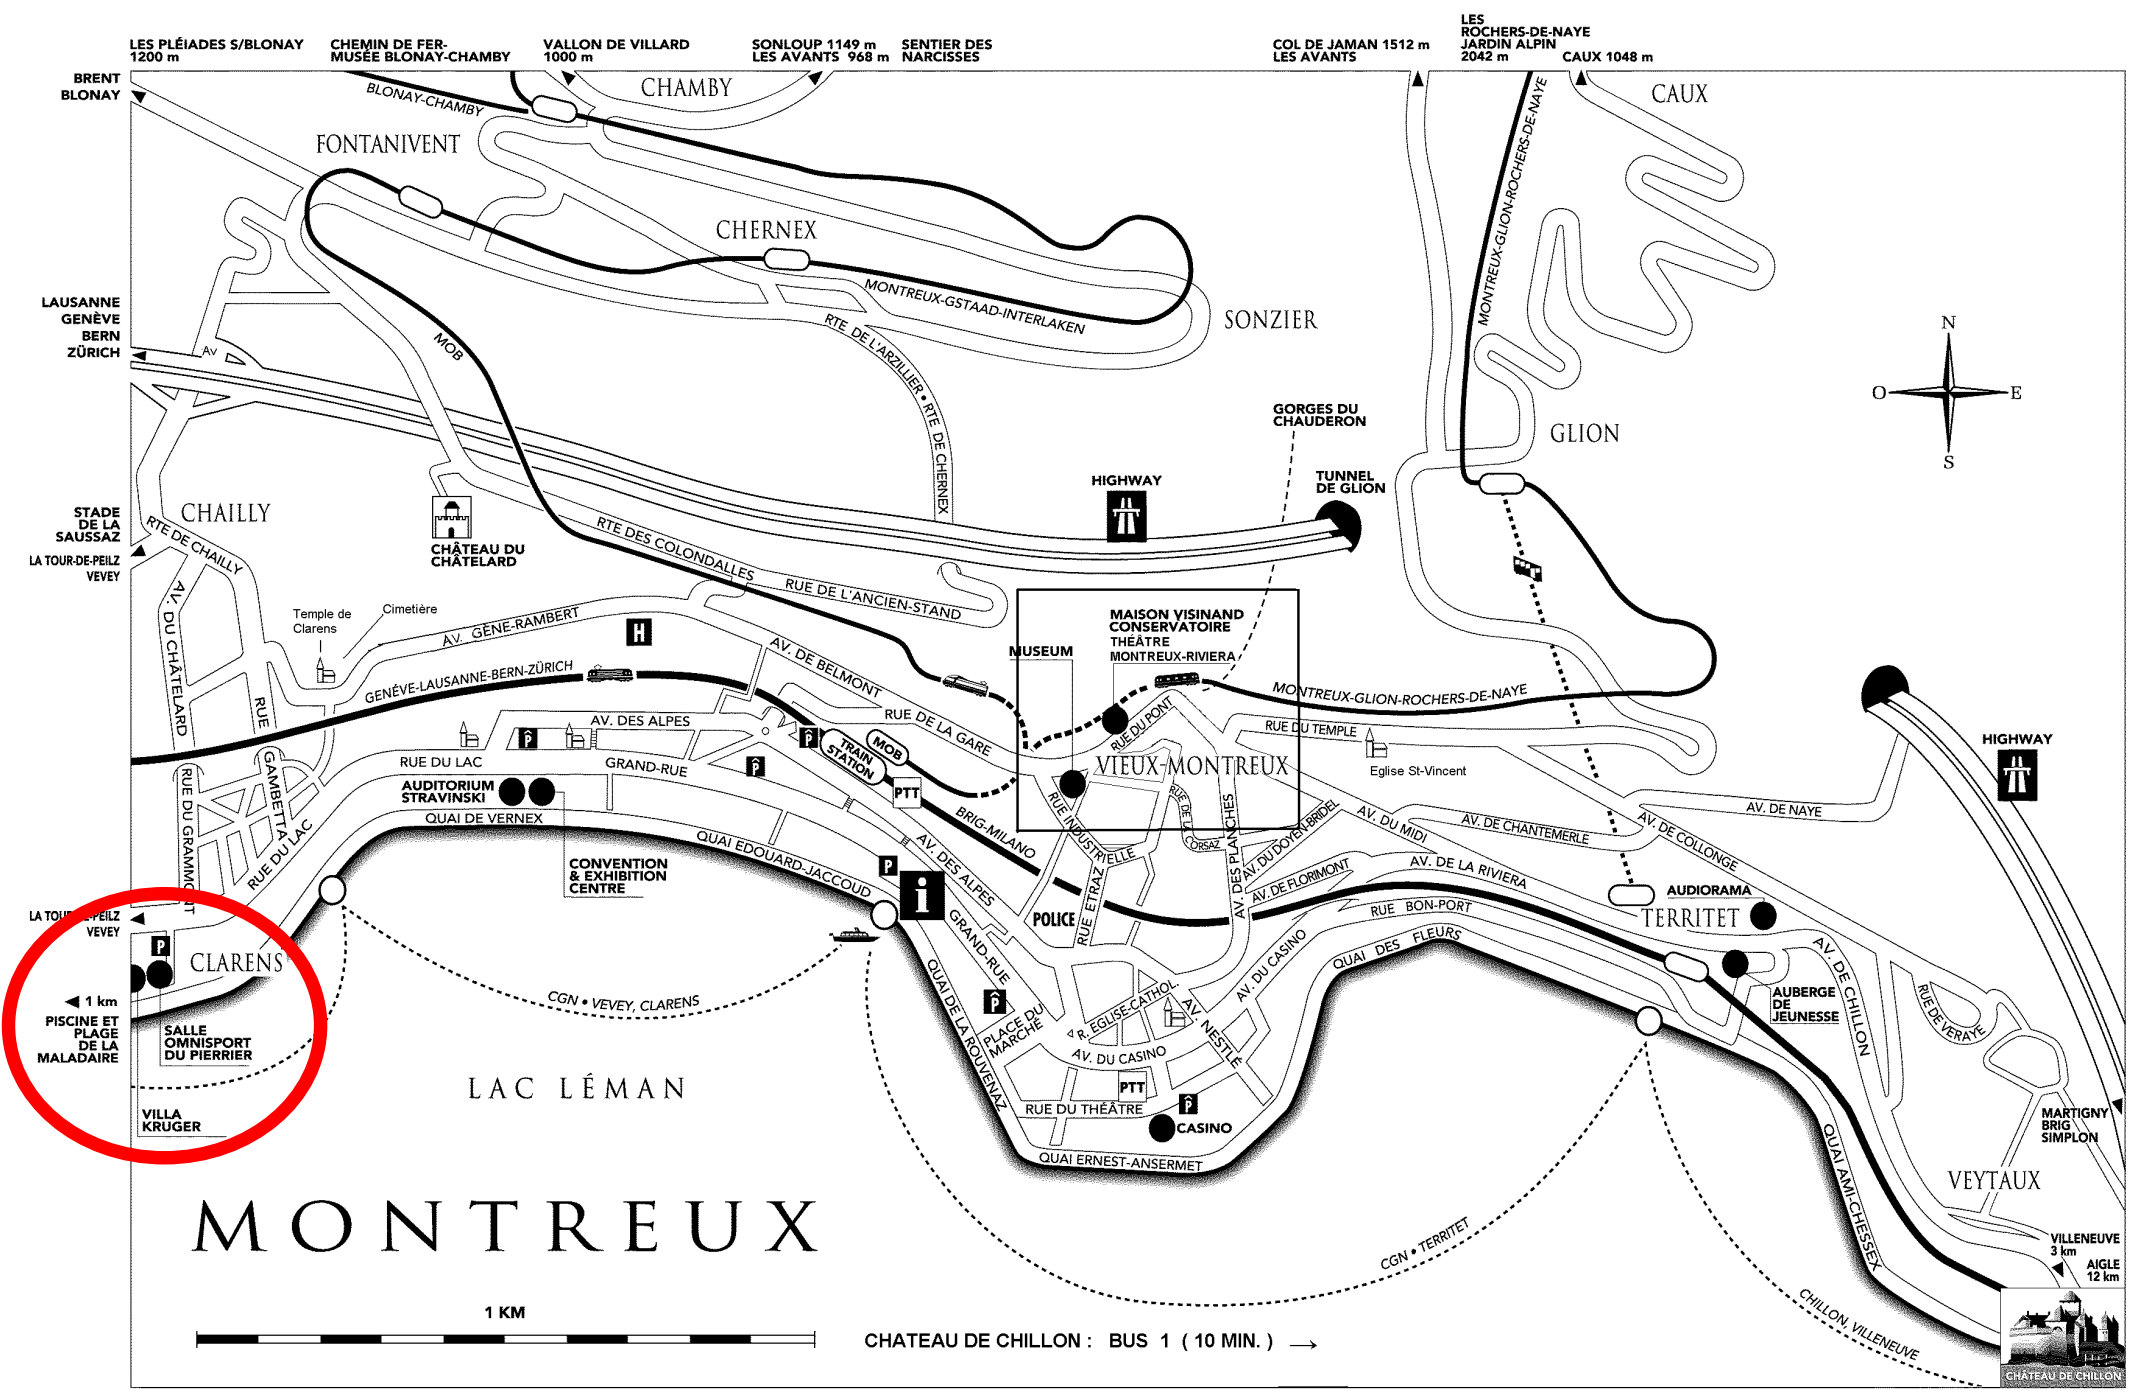 LES PLÉIADES S/BLONAY
1200 m
CHEMIN DE FER-
MUSÉE BLONAY-CHAMBY
VALLON DE VILLARD
1000 m
SONLOUP 1149 m
LES AVANTS 968 m
SENTIER DES
NARCISSES
COL DE JAMAN 1512 m
LES AVANTS
LES
ROCHERS-DE-NAYE
JARDIN ALPIN
2042 m
CAUX 1048 m
BRENT
BLONAY
BLONAY-CHAMBY
CHAMBY
CAUX
FONTANIVENT
CHERNEX
MONTREUX-GSTAAD-INTERLAKEN
SONZIER
MONTREUX-GLION-ROCHERS-DE-NAYE
LAUSANNE
GENÈVE
BERN
ZÜRICH
AV
MOB
RTE DE L'ARZILLIER • RTE DE CHERNEX
N
O
E
S
GORGES DU
CHAUDERON
GLION
HIGHWAY
TUNNEL
DE GLION
STADE
DE LA
SAUSSAZ
LA TOUR-DE-PEILZ
VEVEY
CHAILLY
RTE DE CHAILLY
CHÂTEAU DU
CHÂTELARD
RTE DES COLONDALLES
RUE DE L'ANCIEN-STAND
AV. DU CHÂTELARD
Temple de
Clarens
Cimetière
AV. GÈNE-RAMBERT
H
GENÉVE-LAUSANNE-BERN-ZÜRICH
AV. DE BELMONT
MUSEUM
MAISON VISINAND
CONSERVATOIRE
THÉÂTRE
MONTREUX-RIVIERA
MONTREUX-GLION-ROCHERS-DE-NAYE
RUE DU PONT
RUE DU TEMPLE
Eglise St-Vincent
HIGHWAY
RUE GAMBETTA
AV. DES ALPES
P
P
P
RUE DE LA GARE
RUE DU LAC
GRAND-RUE
TRAIN
STATION
MOB
PTT
VIEUX-MONTREUX
AUDITORIUM
STRAVINSKI
QUAI DE VERNEX
RUE DU GRAMMONT
RUE DU LAC
CONVENTION
& EXHIBITION
CENTRE
QUAI EDOUARD-JACCOUD
P
i
AV. DES ALPES
BRIG-MILANO
RUE INDUSTRIELLE
RUE DE LA CORSAZ
AV. DES PLANCHES
AV. DU DOYEN-BRIDEL
AV. DU MIDI
AV. DE CHANTEMERLE
AV. DE COLLONGE
AV. DE NAYE
AV. DE FLORIMONT
AV. DE LA RIVIERA
RUE BON-PORT
AUDIORAMA
TERRITET
POLICE
RUE ETRAZ
GRAND-RUE
AV. DU CASINO
QUAI DES FLEURS
LA TOUR-DE-PEILZ
VEVEY
P
CLARENS
1 km
PISCINE ET
PLAGE
DE LA
MALADAIRE
SALLE
OMNISPORT
DU PIERRIER
VILLA
KRUGER
CGN • VEVEY, CLARENS
QUAI DE LA ROUVENAZ
P
PLACE DU
MARCHÉ
R. EGLISE-CATHOL.
AV. NESTLÉ
AV. DU CASINO
PTT
RUE DU THÉÂTRE
P
CASINO
QUAI ERNEST-ANSERMET
AUBERGE
DE
JEUNESSE
AV. DE CHILLON
RUE DE VERAYE
LAC LÉMAN
MARTIGNY
BRIG
SIMPLON
VEYTAUX
QUAI AMI-CHESSEX
CGN • TERRITET
VILLENEUVE
3 km
AIGLE
12 km
MONTREUX
CHILLON, VILLENEUVE
1 KM
CHATEAU DE CHILLON : BUS 1 ( 10 MIN. ) →
CHÂTEAU DE CHILLON